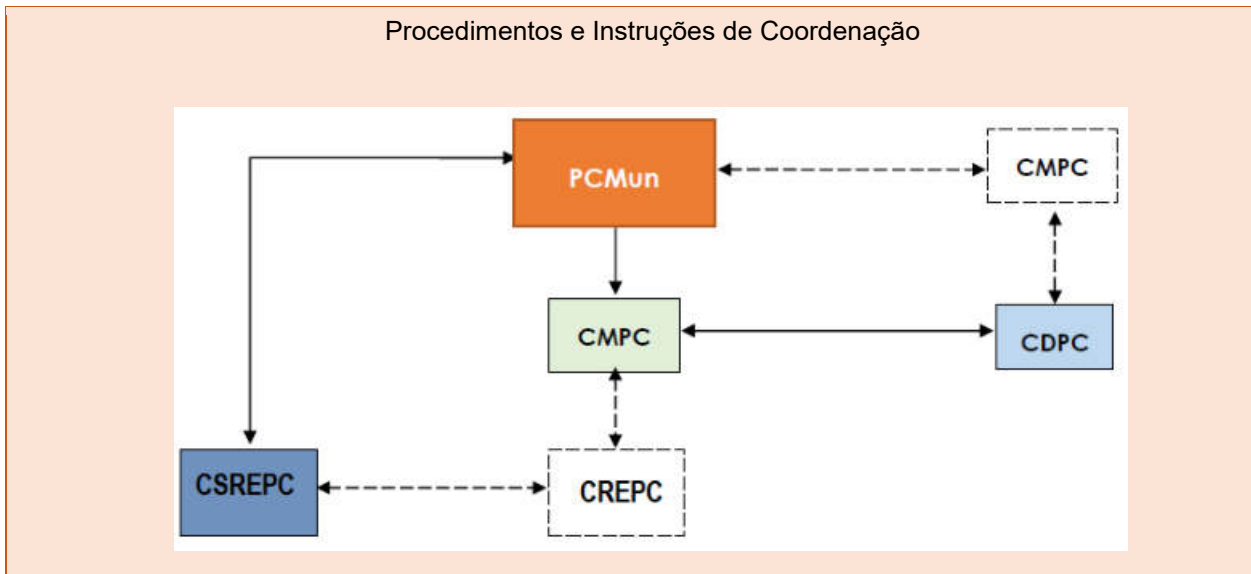 Procedimentos e Instruções de Coordenação
PCMun
CMPC
CMPC
CDPC
CSREPC
CREPC